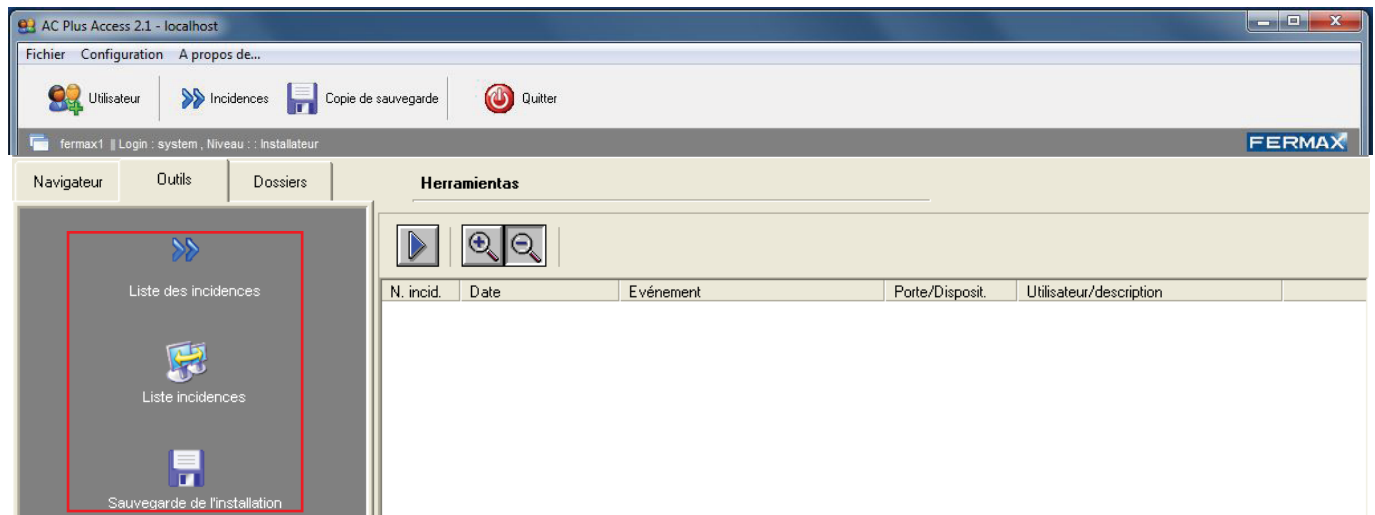 AC Plus Access 2.1 - localhost
Fichier Configuration A propos de...
Utilisateur Incidences Copie de sauvegarde Quitter
fermax1 || Login : system , Niveau : : Installateur FERMAX
Navigateur Outils Dossiers Herramientas
Liste des incidences
N. incid. Date Evénement Porte/Disposit. Utilisateur/description
Liste incidences
Sauvegarde de l'installation